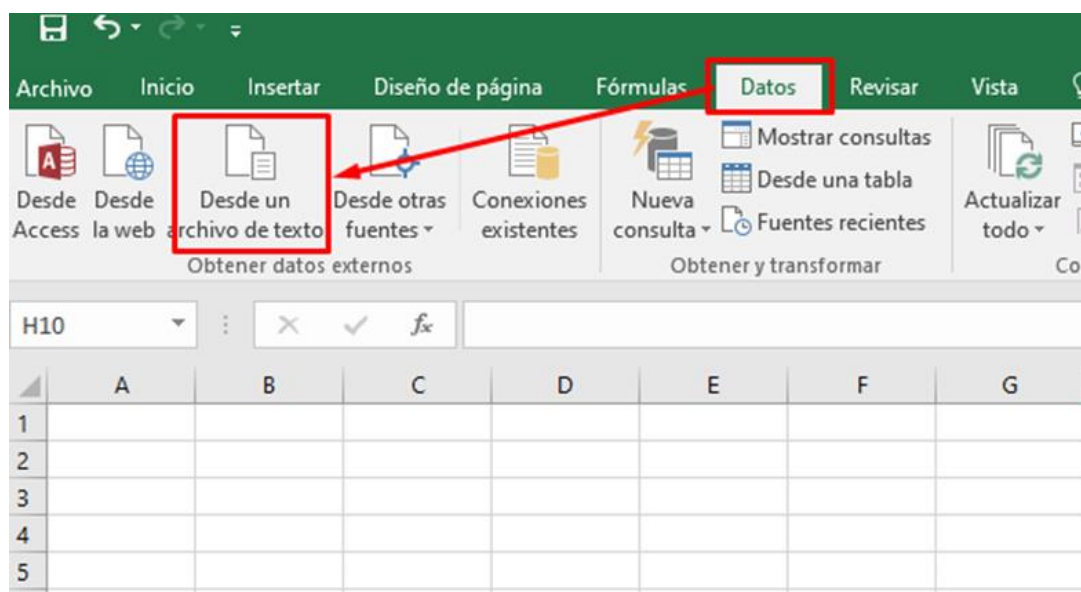 Archivo Inicio Insertar Diseño de página Fórmulas Datos Revisar Vista
Desde Access
Desde la web
Desde un archivo de texto
Desde otras fuentes
Conexiones existentes
Obtener datos externos
Nueva consulta
Mostrar consultas
Desde una tabla
Fuentes recientes
Obtener y transformar
Actualizar todo
Co
H10 fx
A B C D E F G
1
2
3
4
5